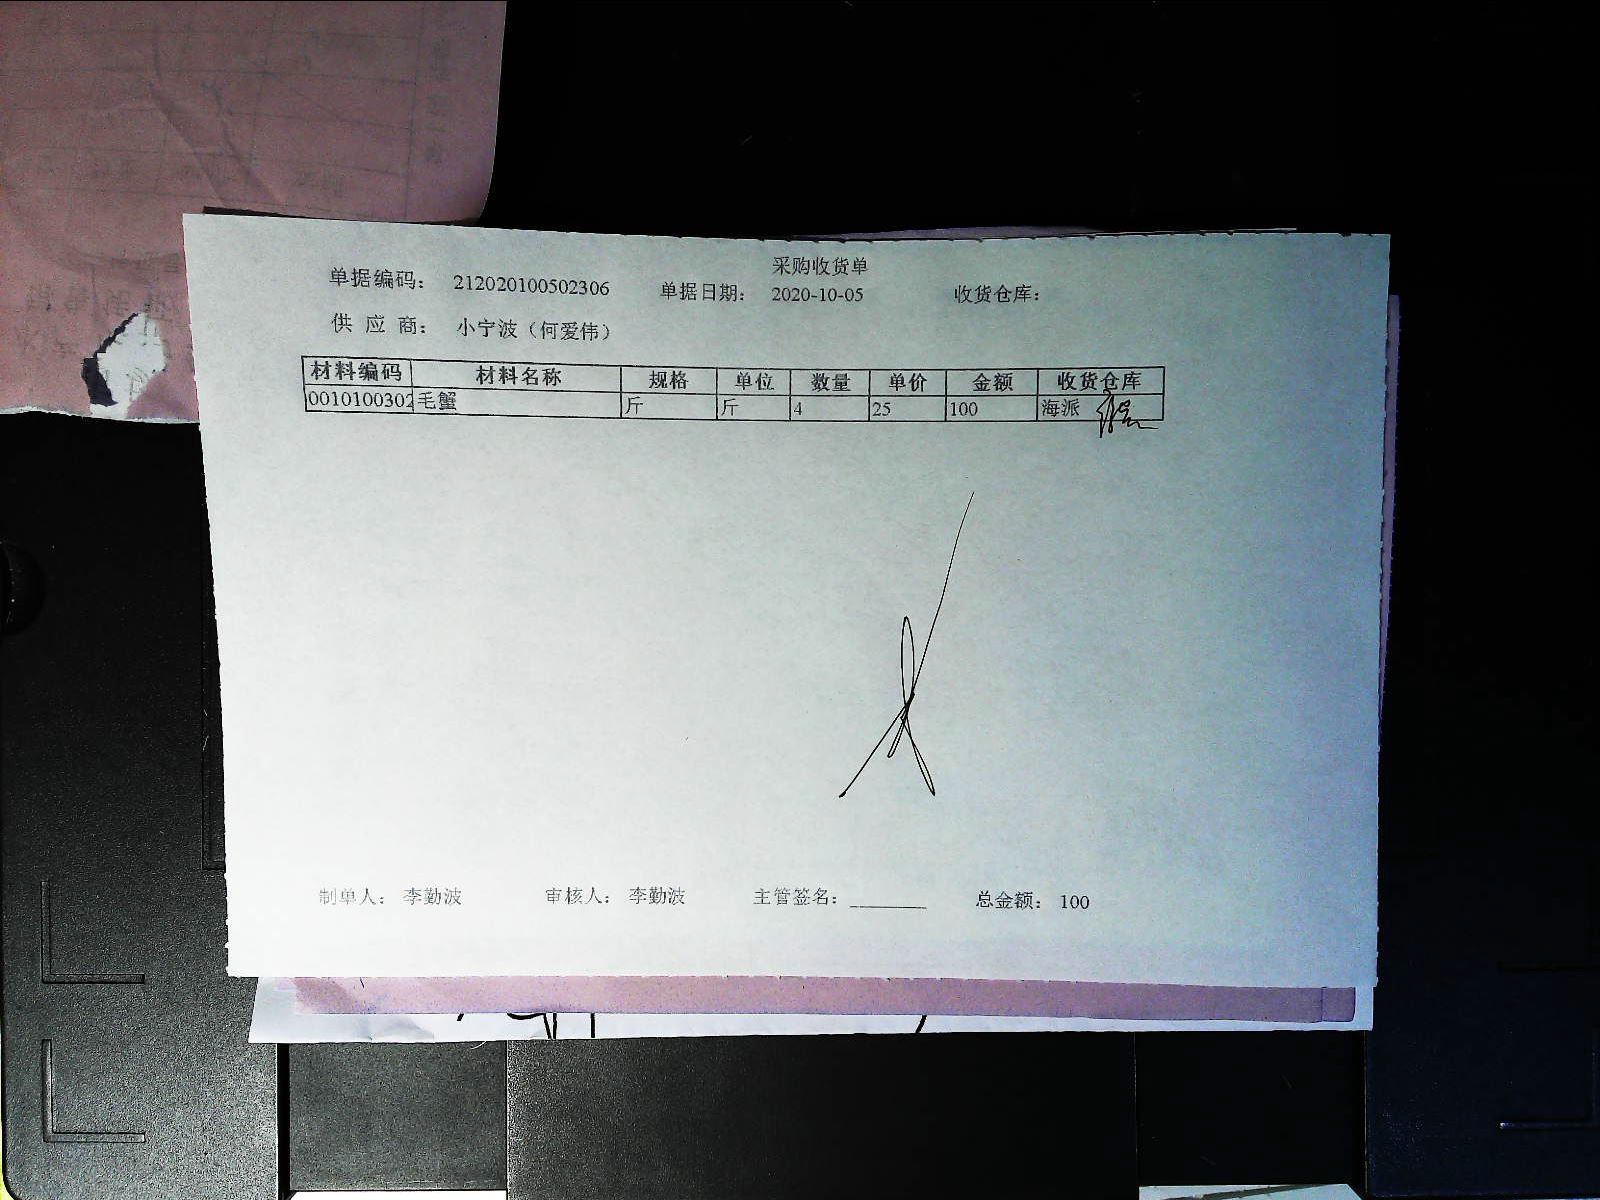 采购收货单
单据编码: 212020100502306 单据日期: 2020-10-05 收货仓库:
供 应 商: 小宁波（何爱伟）
材料编码 材料名称 规格 单位 数量 单价 金额 收货仓库
0010100302 毛蟹 斤 斤 4 25 100 海派
制单人: 李勤波 审核人: 李勤波 主管签名: ________ 总金额: 100